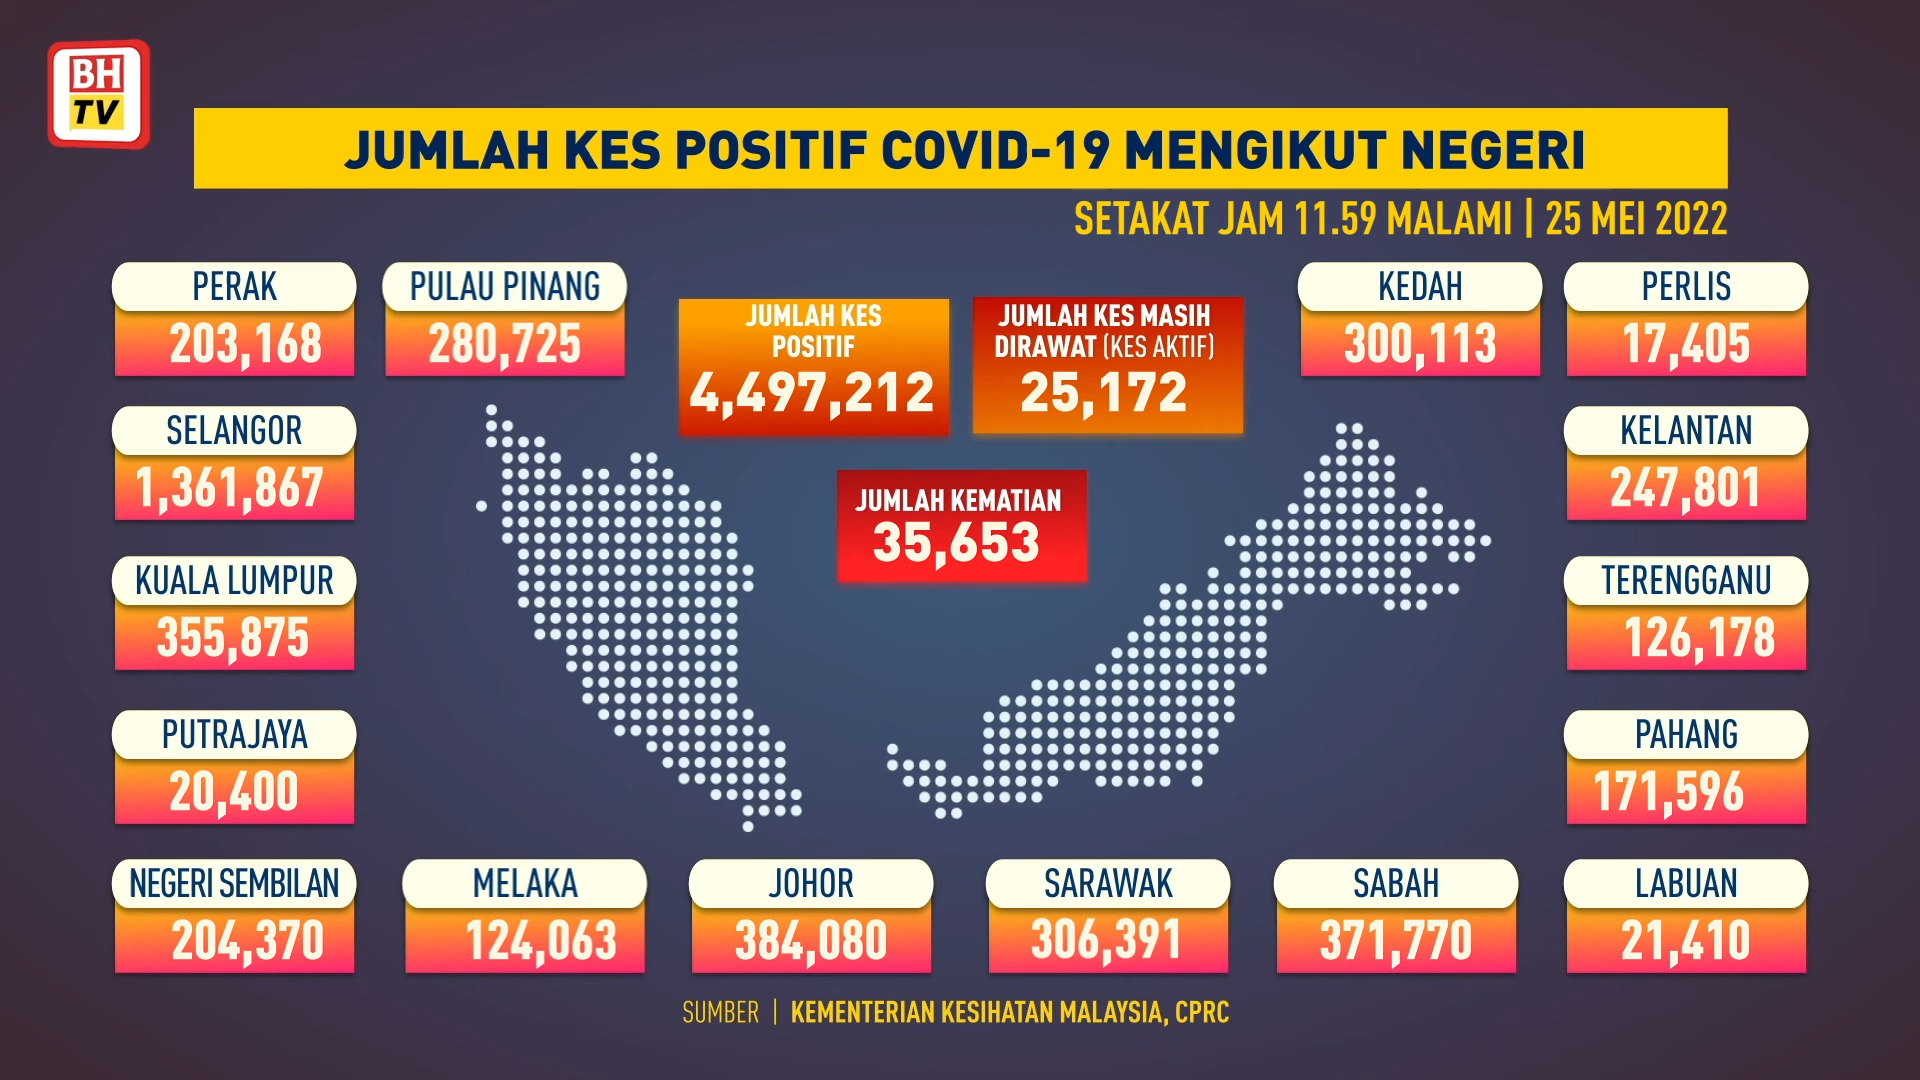 BH
TV
JUMLAH KES POSITIF COVID-19 MENGIKUT NEGERI
SETAKAT JAM 11.59 MALAMI | 25 MEI 2022
PERAK
203,168
PULAU PINANG
280,725
JUMLAH KES
POSITIF
4,497,212
JUMLAH KES MASIH
DIRAWAT (KES AKTIF)
25,172
KEDAH
300,113
PERLIS
17,405
SELANGOR
1,361,867
JUMLAH KEMATIAN
35,653
KELANTAN
247,801
KUALA LUMPUR
355,875
TERENGGANU
126,178
PUTRAJAYA
20,400
PAHANG
171,596
NEGERI SEMBILAN
204,370
MELAKA
124,063
JOHOR
384,080
SARAWAK
306,391
SABAH
371,770
LABUAN
21,410
SUMBER | KEMENTERIAN KESIHATAN MALAYSIA, CPRC